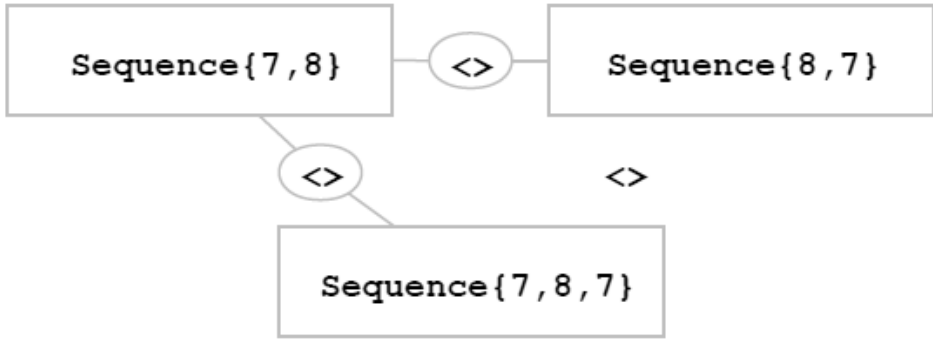 Sequence{7,8}
<>
Sequence{8,7}
<>
<>
Sequence{7,8,7}